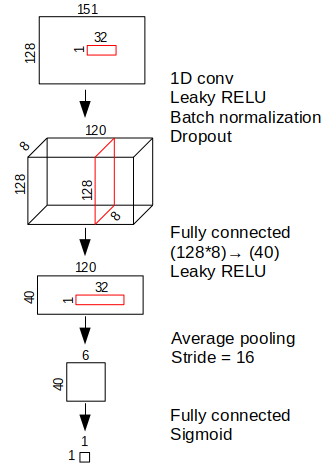 151
128
32
1
1D conv
Leaky RELU
Batch normalization
Dropout
120
8
128
128
8
Fully connected
(128*8)→ (40)
Leaky RELU
120
40
32
1
Average pooling
Stride = 16
6
40
Fully connected
Sigmoid
1
1